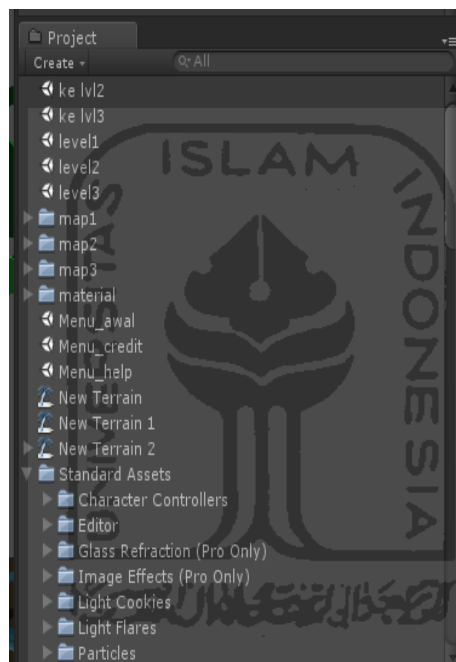 Project
Create
All
ke lvl2
ke lvl3
level1
level2
level3
map1
map2
map3
material
Menu_awal
Menu_credit
Menu_help
New Terrain
New Terrain 1
New Terrain 2
Standard Assets
Character Controllers
Editor
Glass Refraction (Pro Only)
Image Effects (Pro Only)
Light Cookies
Light Flares
Particles
UNIVERSITAS
ISLAM
INDONESIA